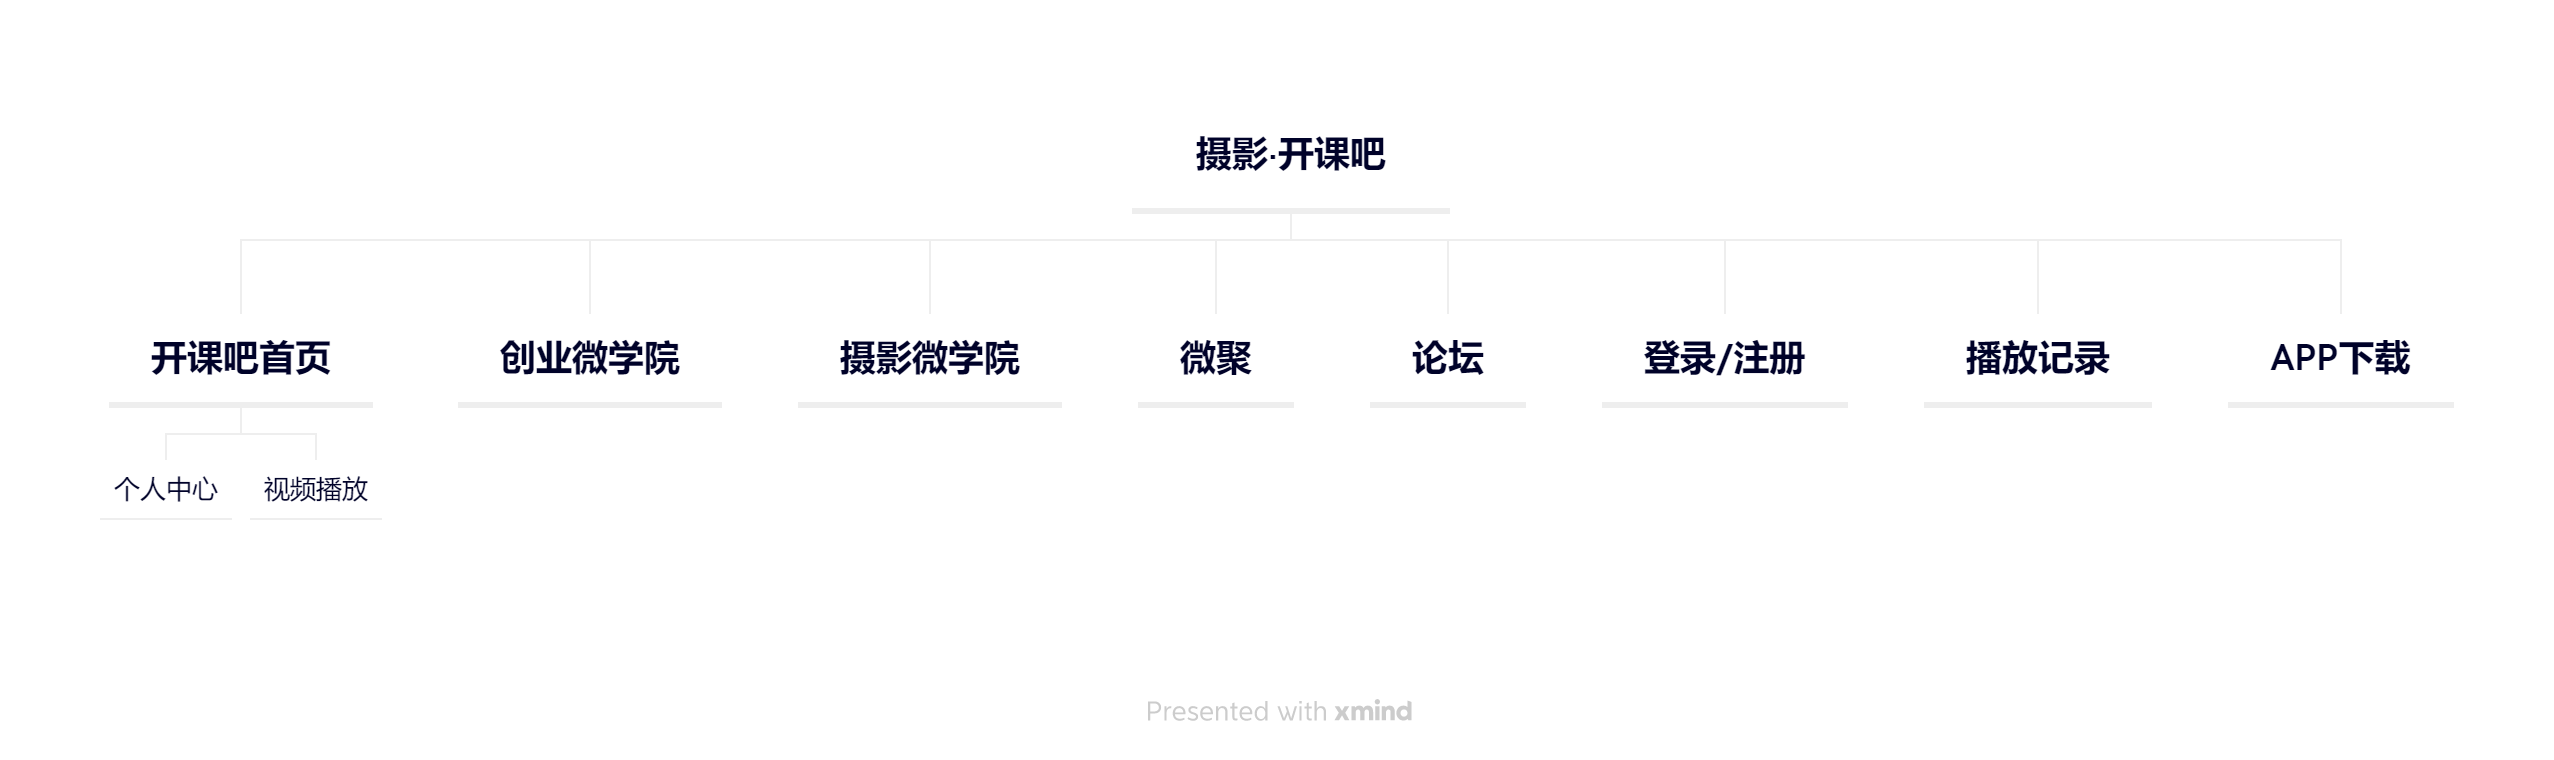 摄影·开课吧
开课吧首页
创业微学院
摄影微学院
微聚
论坛
登录/注册
播放记录
APP下载
个人中心
视频播放
Presented with xmind